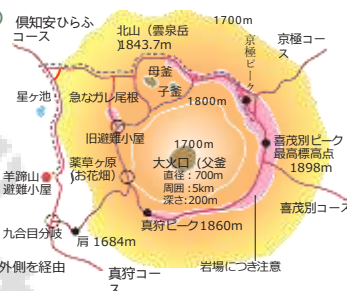 倶知安ひらふ
コース
北山（雲泉岳
)1843.7m
1700m
京極コー
ス
京極ピーク
母釜
子釜
星ヶ池
急なガレ尾根
1800m
旧避難小屋
1700m
喜茂別ピーク
最高標高点
1898m
大火口（父釜
直径：700m
周囲：5km
深さ:200m
薬草ヶ原
（お花畑）
羊蹄山
避難小屋
喜茂別コース
九合目分岐
真狩ピーク1860m
肩 1684m
外側を経由
真狩コー
ス
岩場につき注意